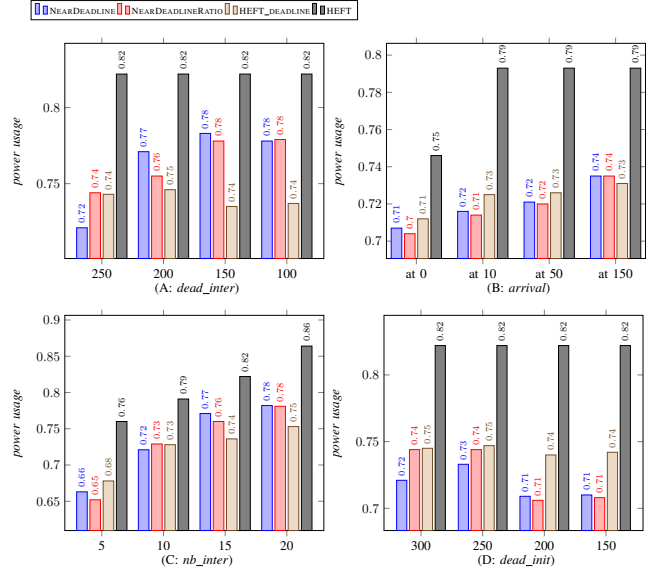 NEARDEADLINE NEARDEADLINERATIO HEFT_DEADLINE HEFT
power usage
0.8
0.75
0.72 0.74 0.74 0.82
0.77 0.76 0.75 0.82
0.78 0.78 0.74 0.82
0.78 0.78 0.74 0.82
250 200 150 100
(A: dead_inter)
power usage
0.8
0.78
0.76
0.74
0.72
0.7
0.71 0.7 0.71 0.75
0.72 0.71 0.73 0.79
0.72 0.72 0.73 0.79
0.74 0.74 0.73 0.79
at 0 at 10 at 50 at 150
(B: arrival)
power usage
0.9
0.85
0.8
0.75
0.7
0.65
0.66 0.65 0.68 0.76
0.72 0.73 0.73 0.79
0.77 0.76 0.74 0.82
0.78 0.78 0.75 0.86
5 10 15 20
(C: nb_inter)
power usage
0.8
0.75
0.7
0.72 0.74 0.75 0.82
0.73 0.74 0.75 0.82
0.71 0.71 0.74 0.82
0.71 0.71 0.74 0.82
300 250 200 150
(D: dead_init)